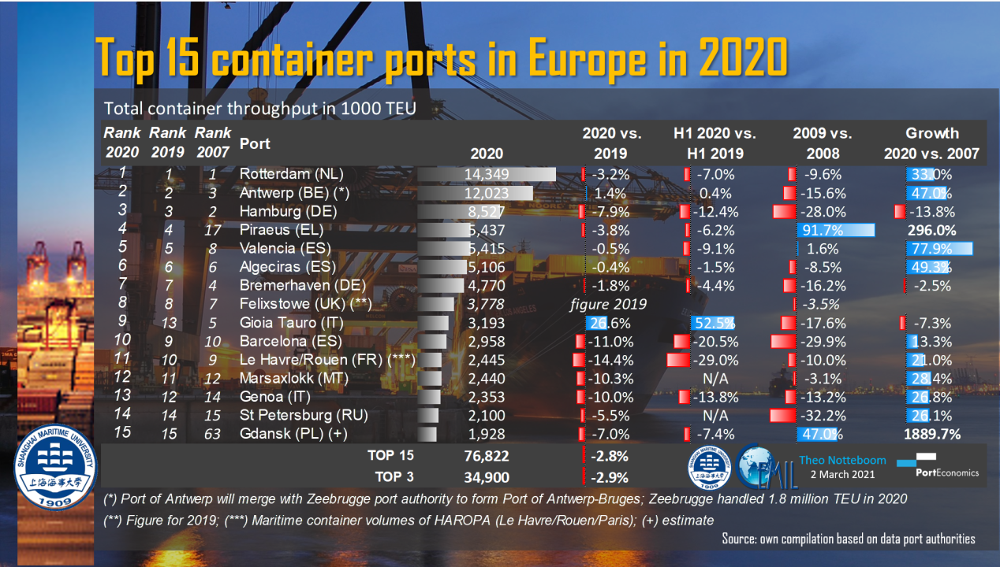 Top 15 container ports in Europe in 2020
Total container throughput in 1000 TEU
Rank 2020 Rank 2019 Rank 2007 Port 2020 2020 vs. 2019 H1 2020 vs. H1 2019 2009 vs. 2008 Growth 2020 vs. 2007
1 1 1 Rotterdam (NL) 14,349 -3.2% -7.0% -9.6% 33.0%
2 2 3 Antwerp (BE) (*) 12,023 1.4% 0.4% -15.6% 47.0%
3 3 2 Hamburg (DE) 8,527 -7.9% -12.4% -28.0% -13.8%
4 4 17 Piraeus (EL) 5,437 -3.8% -6.2% 91.7% 296.0%
5 5 8 Valencia (ES) 5,415 -0.5% -9.1% 1.6% 77.9%
6 6 6 Algeciras (ES) 5,106 -0.4% -1.5% -8.5% 49.3%
7 7 4 Bremerhaven (DE) 4,770 -1.8% -4.4% -16.2% -2.5%
8 8 7 Felixstowe (UK) (**) 3,778 figure 2019 -3.5%
9 13 5 Gioia Tauro (IT) 3,193 26.6% 52.5% -17.6% -7.3%
10 9 10 Barcelona (ES) 2,958 -11.0% -20.5% -29.9% 13.3%
11 10 9 Le Havre/Rouen (FR) (***) 2,445 -14.4% -29.0% -10.0% 21.0%
12 11 12 Marsaxlokk (MT) 2,440 -10.3% N/A -3.1% 28.4%
13 12 14 Genoa (IT) 2,353 -10.0% -13.8% -13.2% 26.8%
14 14 15 St Petersburg (RU) 2,100 -5.5% N/A -32.2% 26.1%
15 15 63 Gdansk (PL) (+) 1,928 -7.0% -7.4% 47.0% 1889.7%
TOP 15 76,822 -2.8%
TOP 3 34,900 -2.9%
SHANGHAI MARITIME UNIVERSITY
上海海事大学
1909
EMIL
Theo Notteboom
2 March 2021
PortEconomics
(*) Port of Antwerp will merge with Zeebrugge port authority to form Port of Antwerp-Bruges; Zeebrugge handled 1.8 million TEU in 2020
(**) Figure for 2019; (***) Maritime container volumes of HAROPA (Le Havre/Rouen/Paris); (+) estimate
Source: own compilation based on data port authorities